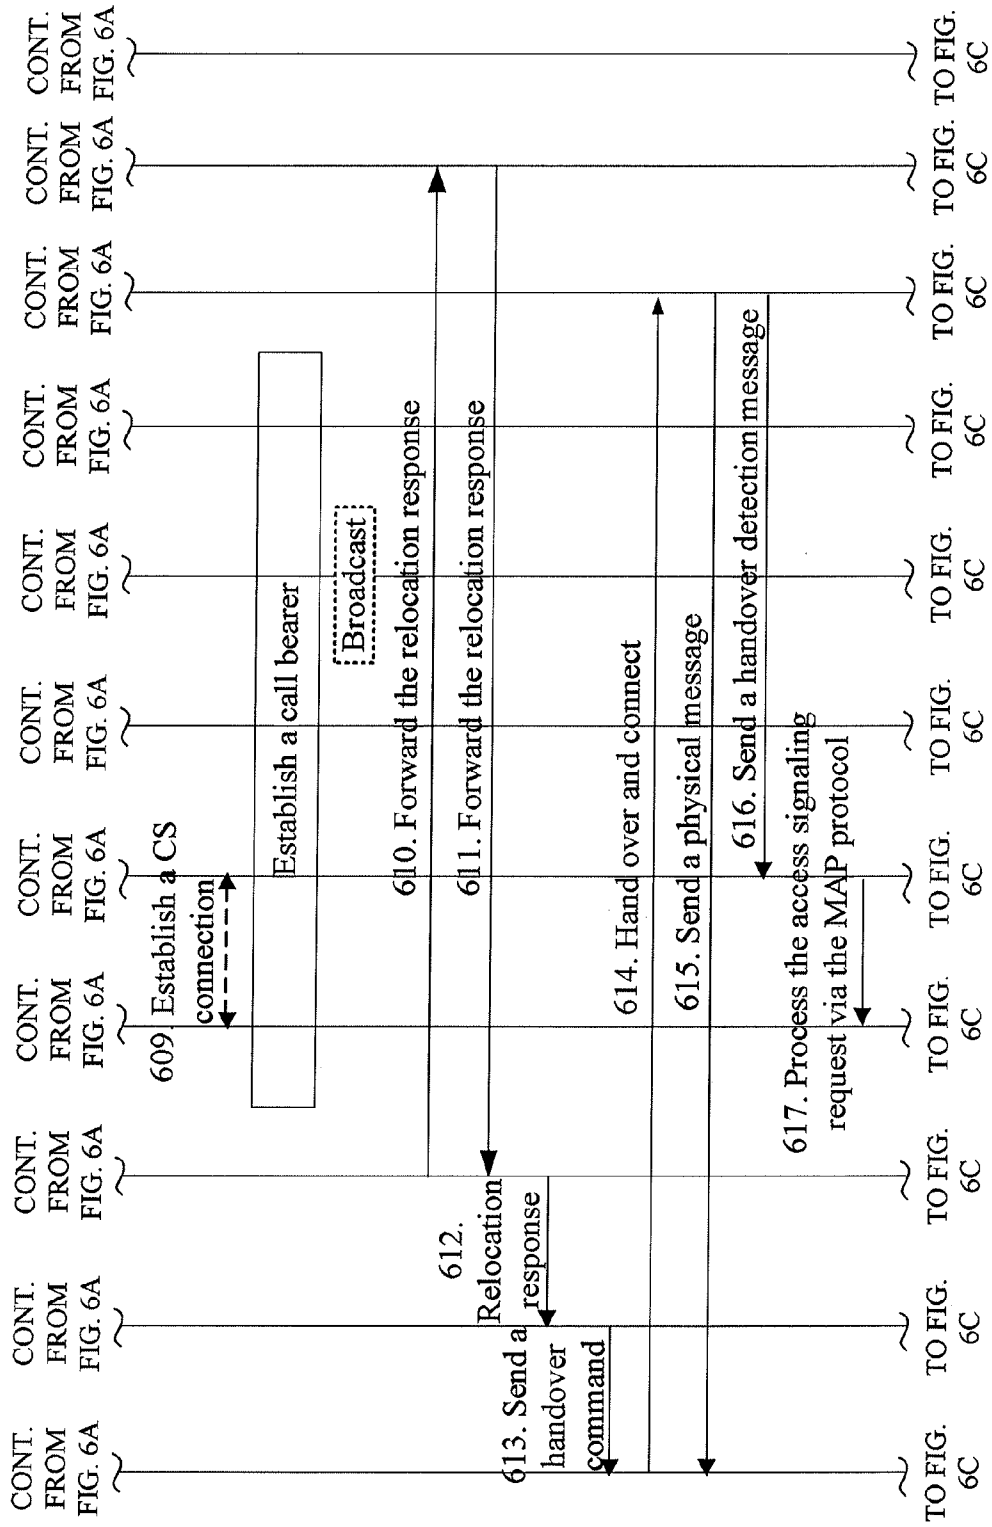 CONT.
FROM
FIG. 6A
CONT.
FROM
FIG. 6A
CONT.
FROM
FIG. 6A
CONT.
FROM
FIG. 6A
CONT.
FROM
FIG. 6A
CONT.
FROM
FIG. 6A
CONT.
FROM
FIG. 6A
CONT.
FROM
FIG. 6A
CONT.
FROM
FIG. 6A
CONT.
FROM
FIG. 6A
CONT.
FROM
FIG. 6A
609. Establish a CS
connection
Establish a call bearer
Broadcast
610. Forward the relocation response
611. Forward the relocation response
612.
Relocation
response
613. Send a
handover
command
614. Hand over and connect
615. Send a physical message
616. Send a handover detection message
617. Process the access signaling
request via the MAP protocol
TO FIG.
6C
TO FIG.
6C
TO FIG.
6C
TO FIG.
6C
TO FIG.
6C
TO FIG.
6C
TO FIG.
6C
TO FIG.
6C
TO FIG.
6C
TO FIG.
6C
TO FIG.
6C